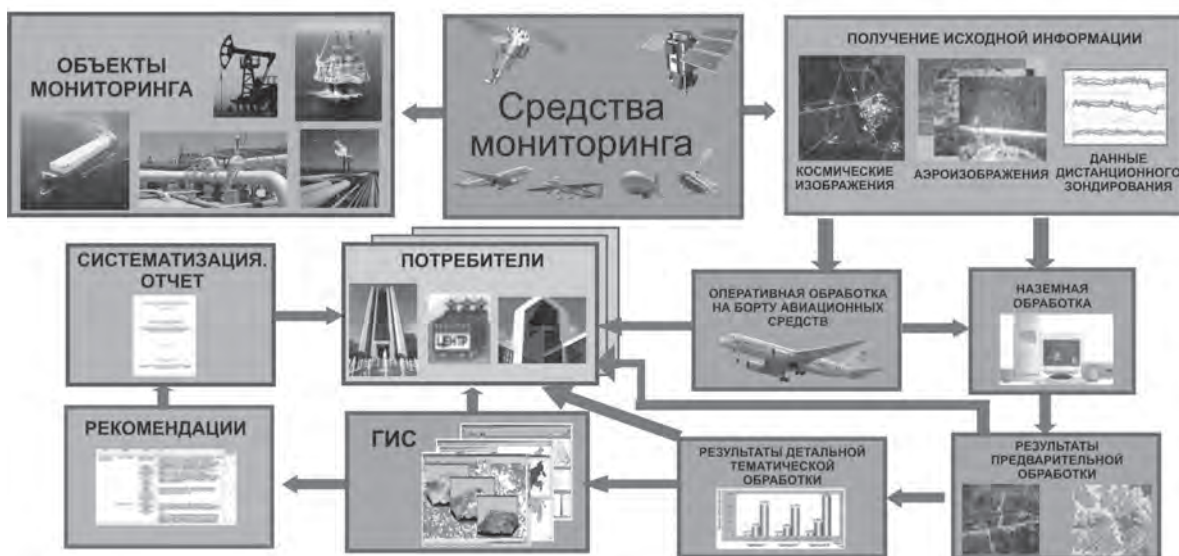 ОБЪЕКТЫ
МОНИТОРИНГА
Средства
мониторинга
ПОЛУЧЕНИЕ ИСХОДНОЙ ИНФОРМАЦИИ
КОСМИЧЕСКИЕ
ИЗОБРАЖЕНИЯ
АЭРОИЗОБРАЖЕНИЯ
ДАННЫЕ
ДИСТАНЦИОННОГО
ЗОНДИРОВАНИЯ
СИСТЕМАТИЗАЦИЯ.
ОТЧЕТ
ПОТРЕБИТЕЛИ
ЦЕНТР
ОПЕРАТИВНАЯ ОБРАБОТКА
НА БОРТУ АВИАЦИОННЫХ
СРЕДСТВ
НАЗЕМНАЯ
ОБРАБОТКА
РЕКОМЕНДАЦИИ
ГИС
РЕЗУЛЬТАТЫ ДЕТАЛЬНОЙ
ТЕМАТИЧЕСКОЙ
ОБРАБОТКИ
РЕЗУЛЬТАТЫ
ПРЕДВАРИТЕЛЬНОЙ
ОБРАБОТКИ